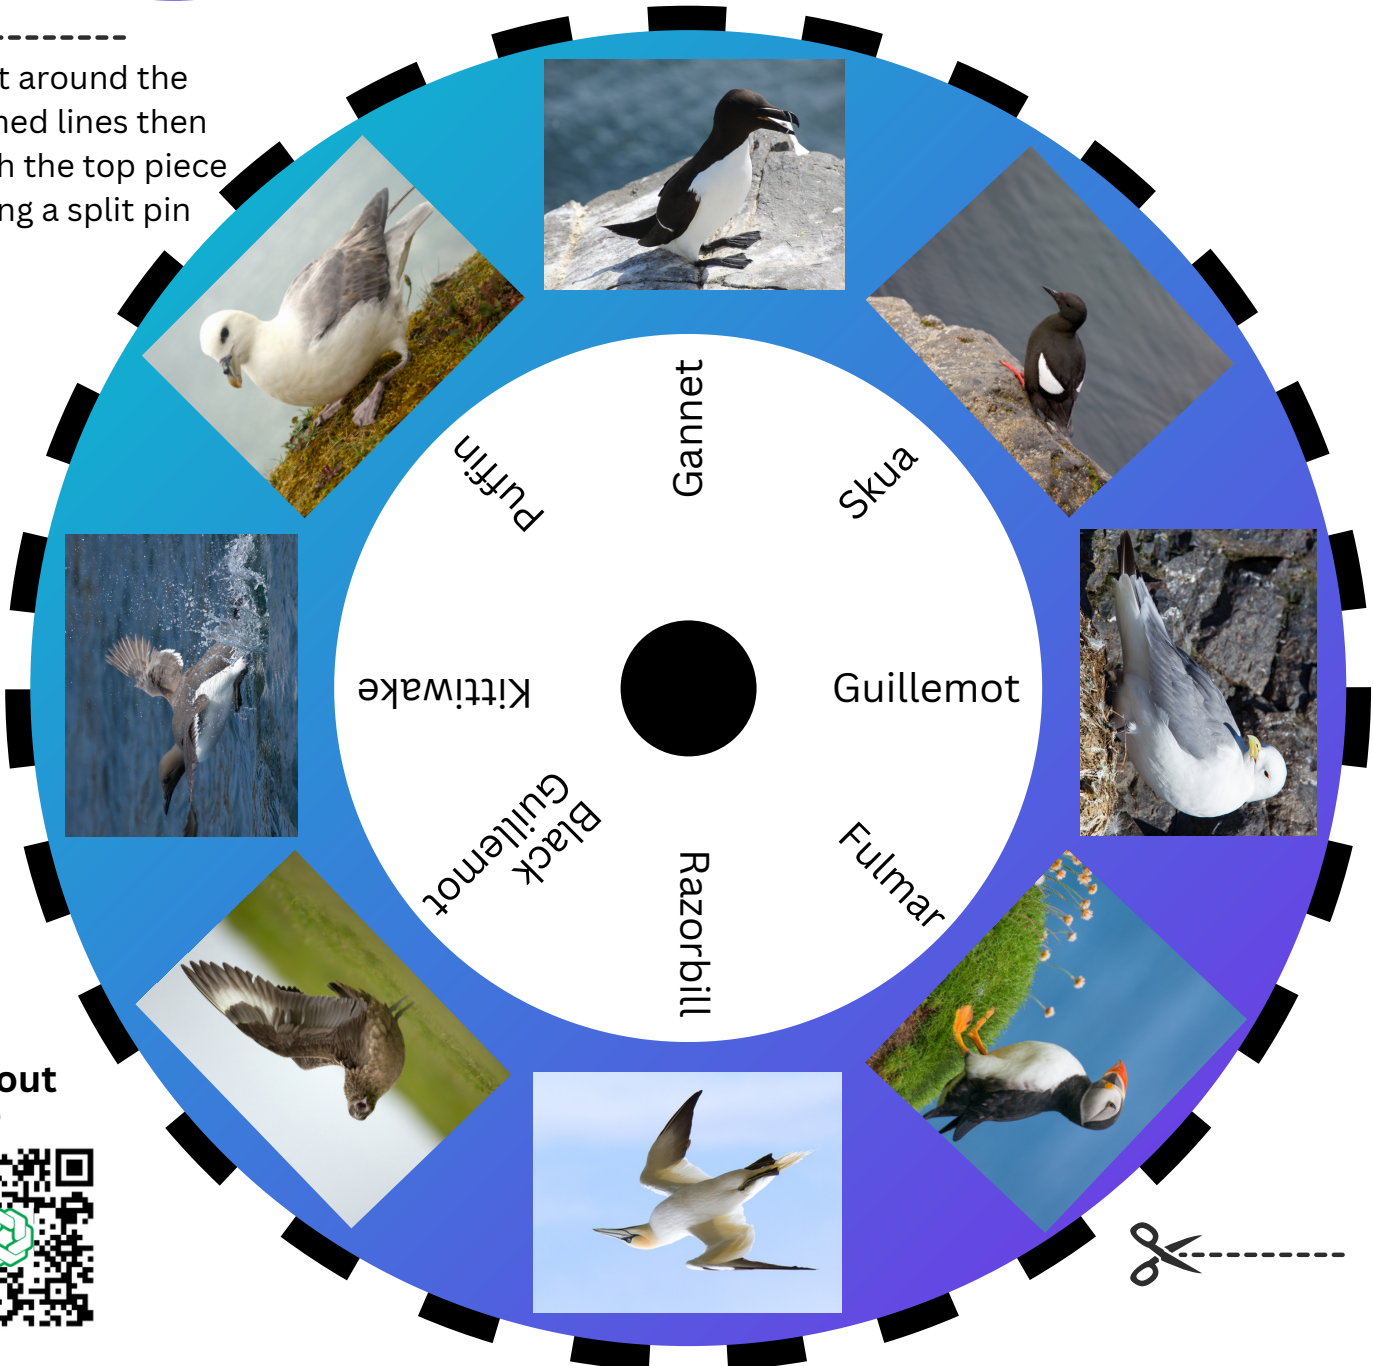 t around the
ned lines then
h the top piece
ng a split pin
Gannet
Skua
Guillemot
Fulmar
Razorbill
Black
Guillemot
Kittiwake
Puffin
out